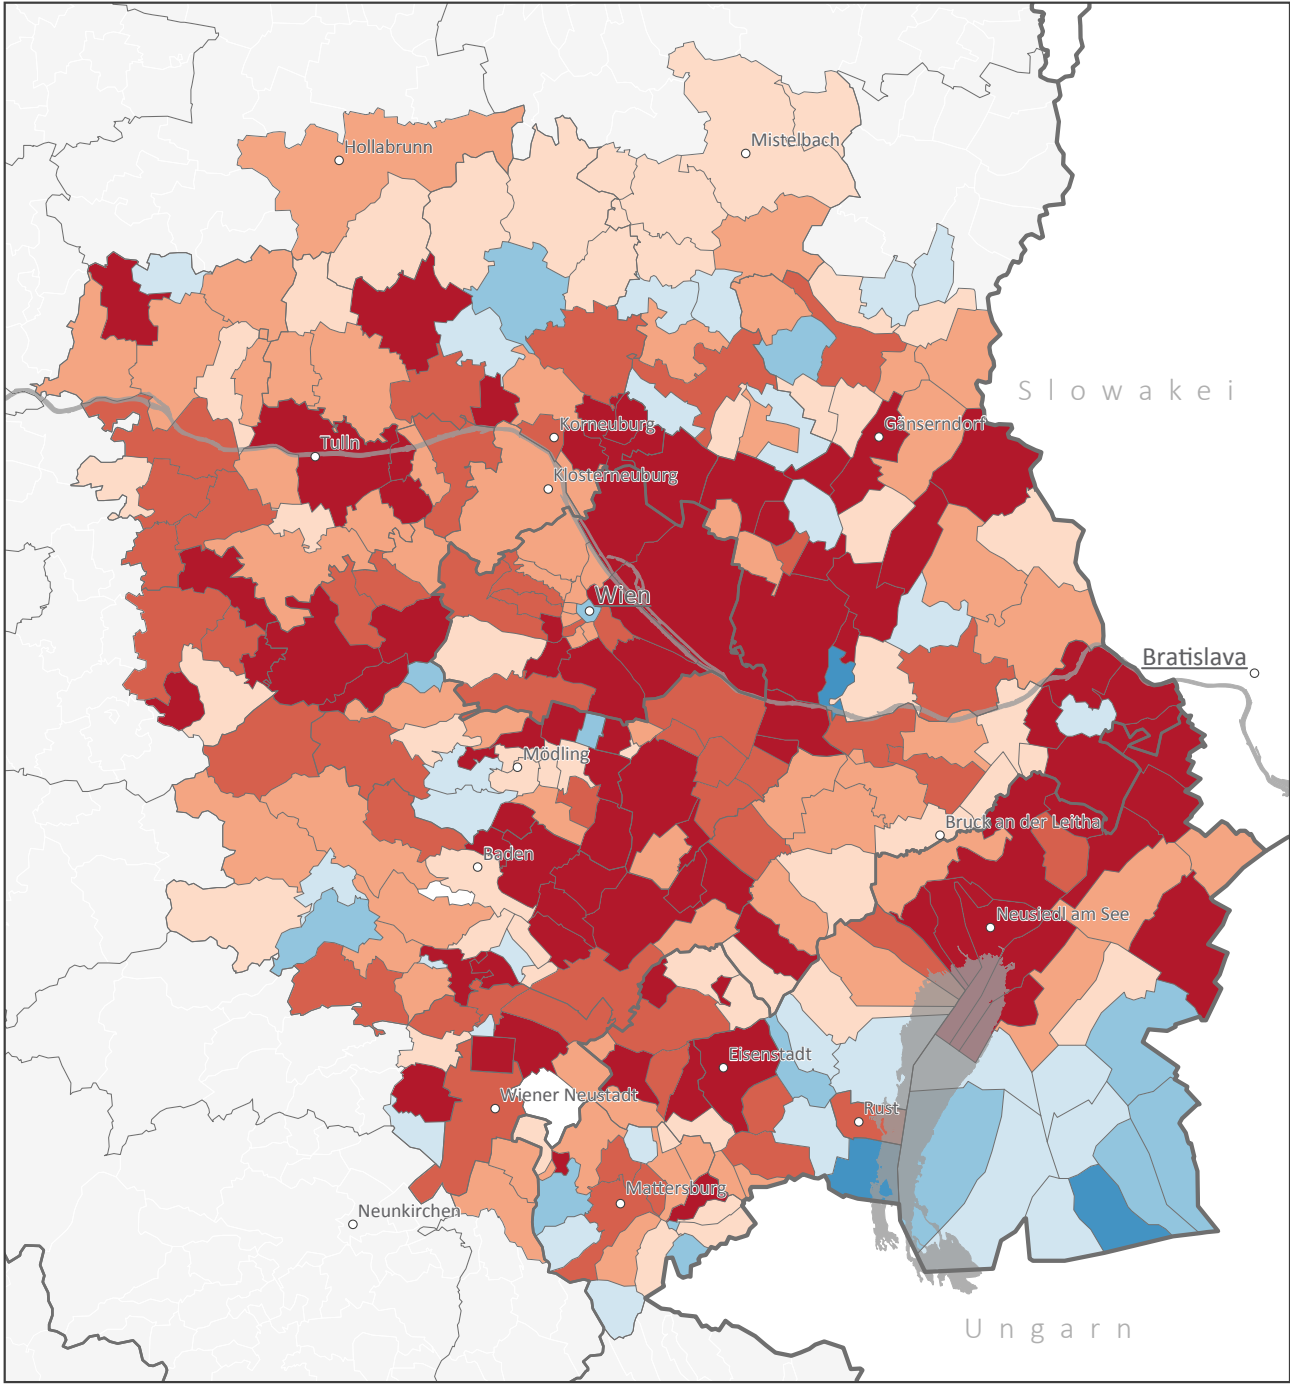 Mistelbach
Hollabrunn
Slowakei
Korneuburg
Gänserndorf
Tulln
Klosterneuburg
Wien
Bratislava
Mödling
Bruck an der Leitha
Baden
Neusiedl am See
Eisenstadt
Wiener Neustadt
Rust
Mattersburg
Neunkirchen
Ungarn